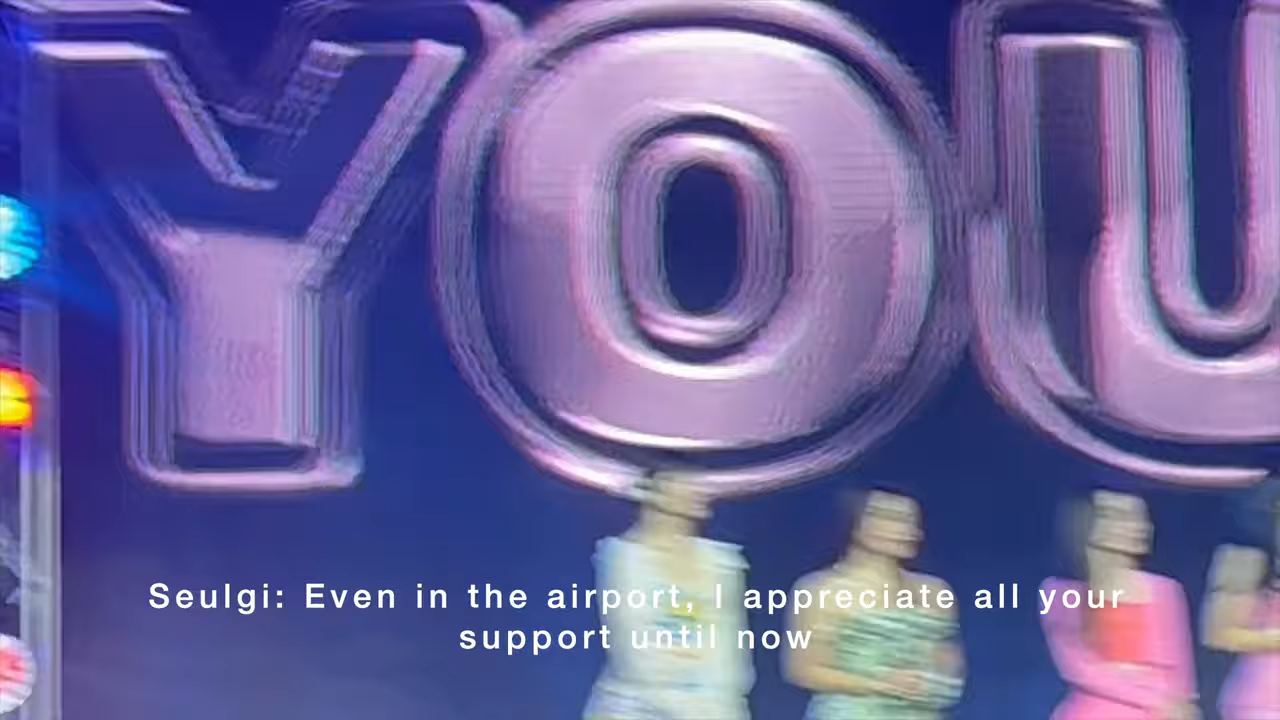 YOU
Seulgi: Even in the airport, I appreciate all your
support until now